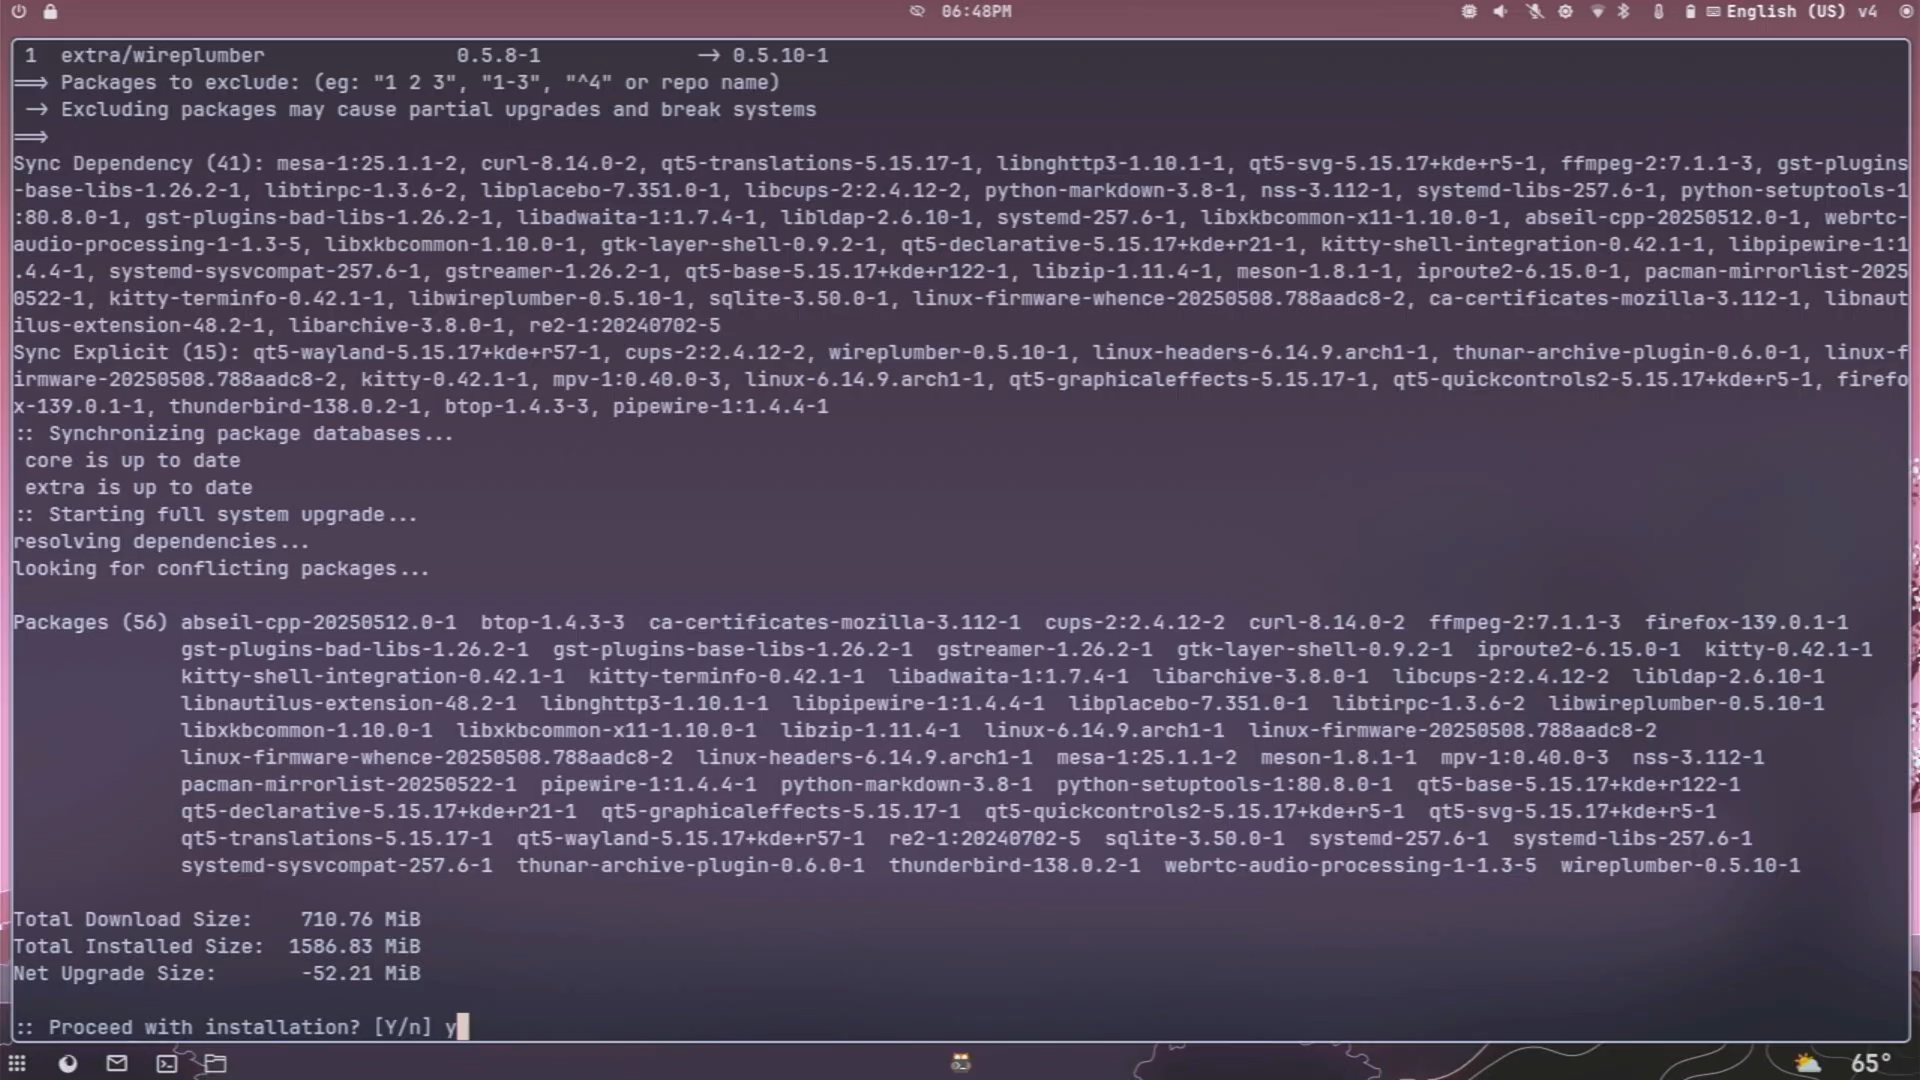 06:48PM
English (US) v4
1 extra/wireplumber 0.5.8-1 -> 0.5.10-1
==> Packages to exclude: (eg: "1 2 3", "1-3", "^4" or repo name)
-> Excluding packages may cause partial upgrades and break systems
==>
Sync Dependency (41): mesa-1:25.1.1-2, curl-8.14.0-2, qt5-translations-5.15.17-1, libnghttp3-1.10.1-1, qt5-svg-5.15.17+kde+r5-1, ffmpeg-2:7.1.1-3, gst-plugins
-base-libs-1.26.2-1, libtirpc-1.3.6-2, libplacebo-7.351.0-1, libcups-2:2.4.12-2, python-markdown-3.8-1, nss-3.112-1, systemd-libs-257.6-1, python-setuptools-1
:80.8.0-1, gst-plugins-bad-libs-1.26.2-1, libadwaita-1:1.7.4-1, libldap-2.6.10-1, systemd-257.6-1, libxkbcommon-x11-1.10.0-1, abseil-cpp-20250512.0-1, webrtc-
audio-processing-1-1.3-5, libxkbcommon-1.10.0-1, gtk-layer-shell-0.9.2-1, qt5-declarative-5.15.17+kde+r21-1, kitty-shell-integration-0.42.1-1, libpipewire-1:1
.4.4-1, systemd-sysvcompat-257.6-1, gstreamer-1.26.2-1, qt5-base-5.15.17+kde+r122-1, libzip-1.11.4-1, meson-1.8.1-1, iproute2-6.15.0-1, pacman-mirrorlist-2025
0522-1, kitty-terminfo-0.42.1-1, libwireplumber-0.5.10-1, sqlite-3.50.0-1, linux-firmware-whence-20250508.788aadc8-2, ca-certificates-mozilla-3.112-1, libnaut
ilus-extension-48.2-1, libarchive-3.8.0-1, re2-1:20240702-5
Sync Explicit (15): qt5-wayland-5.15.17+kde+r57-1, cups-2:2.4.12-2, wireplumber-0.5.10-1, linux-headers-6.14.9.arch1-1, thunar-archive-plugin-0.6.0-1, linux-f
irmware-20250508.788aadc8-2, kitty-0.42.1-1, mpv-1:0.40.0-3, linux-6.14.9.arch1-1, qt5-graphicaleffects-5.15.17-1, qt5-quickcontrols2-5.15.17+kde+r5-1, firefo
x-139.0.1-1, thunderbird-138.0.2-1, btop-1.4.3-3, pipewire-1:1.4.4-1
:: Synchronizing package databases...
core is up to date
extra is up to date
:: Starting full system upgrade...
resolving dependencies...
looking for conflicting packages...
Packages (56) abseil-cpp-20250512.0-1 btop-1.4.3-3 ca-certificates-mozilla-3.112-1 cups-2:2.4.12-2 curl-8.14.0-2 ffmpeg-2:7.1.1-3 firefox-139.0.1-1
gst-plugins-bad-libs-1.26.2-1 gst-plugins-base-libs-1.26.2-1 gstreamer-1.26.2-1 gtk-layer-shell-0.9.2-1 iproute2-6.15.0-1 kitty-0.42.1-1
kitty-shell-integration-0.42.1-1 kitty-terminfo-0.42.1-1 libadwaita-1:1.7.4-1 libarchive-3.8.0-1 libcups-2:2.4.12-2 libldap-2.6.10-1
libnautilus-extension-48.2-1 libnghttp3-1.10.1-1 libpipewire-1:1.4.4-1 libplacebo-7.351.0-1 libtirpc-1.3.6-2 libwireplumber-0.5.10-1
libxkbcommon-1.10.0-1 libxkbcommon-x11-1.10.0-1 libzip-1.11.4-1 linux-6.14.9.arch1-1 linux-firmware-20250508.788aadc8-2
linux-firmware-whence-20250508.788aadc8-2 linux-headers-6.14.9.arch1-1 mesa-1:25.1.1-2 meson-1.8.1-1 mpv-1:0.40.0-3 nss-3.112-1
pacman-mirrorlist-20250522-1 pipewire-1:1.4.4-1 python-markdown-3.8-1 python-setuptools-1:80.8.0-1 qt5-base-5.15.17+kde+r122-1
qt5-declarative-5.15.17+kde+r21-1 qt5-graphicaleffects-5.15.17-1 qt5-quickcontrols2-5.15.17+kde+r5-1 qt5-svg-5.15.17+kde+r5-1
qt5-translations-5.15.17-1 qt5-wayland-5.15.17+kde+r57-1 re2-1:20240702-5 sqlite-3.50.0-1 systemd-257.6-1 systemd-libs-257.6-1
systemd-sysvcompat-257.6-1 thunar-archive-plugin-0.6.0-1 thunderbird-138.0.2-1 webrtc-audio-processing-1-1.3-5 wireplumber-0.5.10-1
Total Download Size: 710.76 MiB
Total Installed Size: 1586.83 MiB
Net Upgrade Size: -52.21 MiB
:: Proceed with installation? [Y/n] y
65°